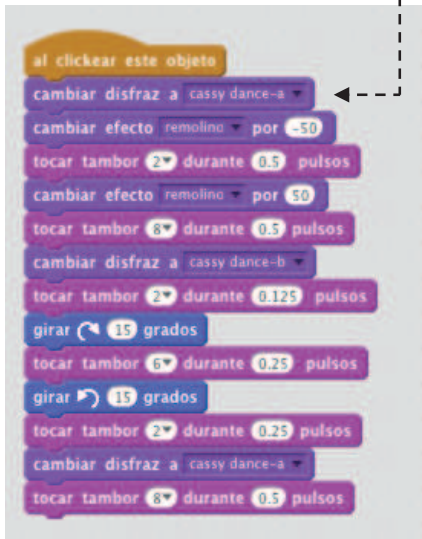 al clickear este objeto
cambiar disfraz a cassy dance-a
cambiar efecto remolino por -50
tocar tambor 2 durante 0.5 pulsos
cambiar efecto remolino por 50
tocar tambor 8 durante 0.5 pulsos
cambiar disfraz a cassy dance-b
tocar tambor 2 durante 0.125 pulsos
girar 15 grados
tocar tambor 6 durante 0.25 pulsos
girar 15 grados
tocar tambor 2 durante 0.25 pulsos
cambiar disfraz a cassy dance-a
tocar tambor 8 durante 0.5 pulsos